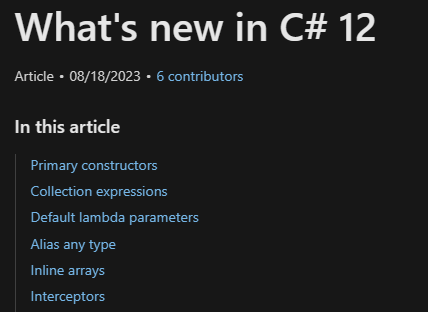 What's new in C# 12
Article • 08/18/2023 • 6 contributors
In this article
Primary constructors
Collection expressions
Default lambda parameters
Alias any type
Inline arrays
Interceptors